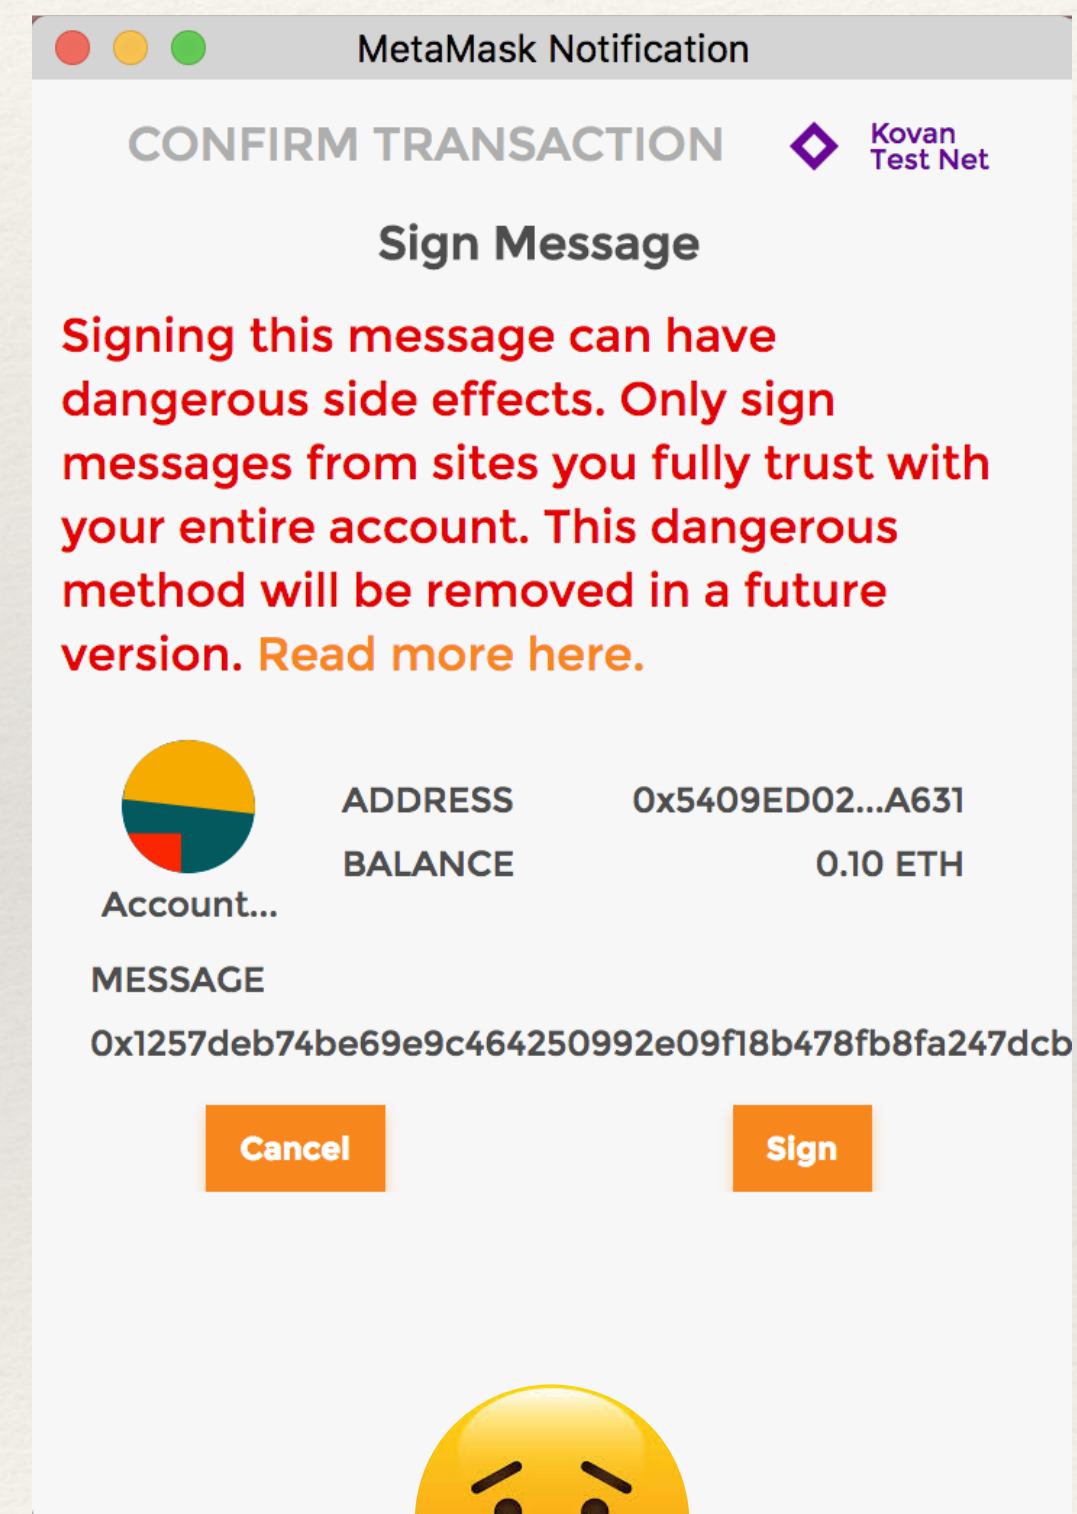 MetaMask Notification
CONFIRM TRANSACTION
Kovan
Test Net
Sign Message
Signing this message can have
dangerous side effects. Only sign
messages from sites you fully trust with
your entire account. This dangerous
method will be removed in a future
version. Read more here.
ADDRESS 0x5409ED02...A631
BALANCE 0.10 ETH
Account...
MESSAGE
0x1257deb74be69e9c464250992e09f18b478fb8fa247dcb
Cancel Sign